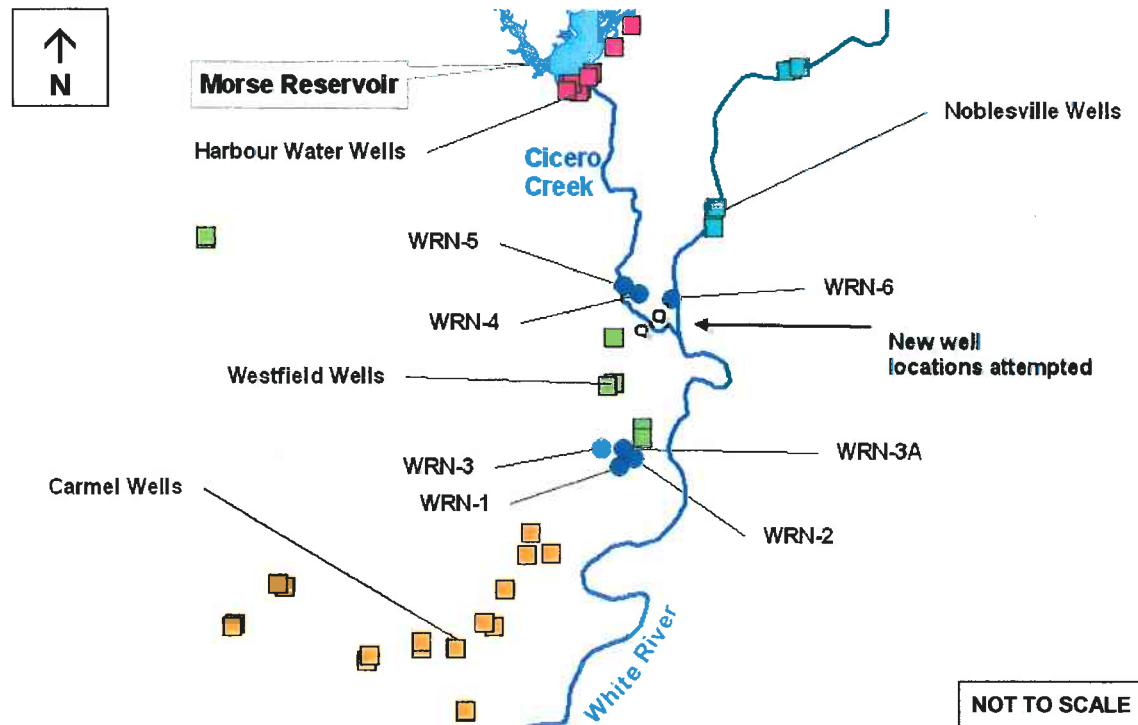 N
Morse Reservoir
Harbour Water Wells
Noblesville Wells
Cicero
Creek
WRN-5
WRN-6
WRN-4
New well
locations attempted
Westfield Wells
WRN-3
WRN-3A
Carmel Wells
WRN-1
WRN-2
White River
NOT TO SCALE